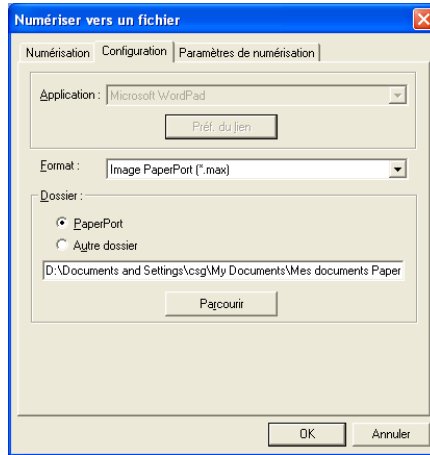 Numériser vers un fichier
Numérisation Configuration Paramètres de numérisation
Application : Microsoft WordPad
Préf. du lien
Format : Image PaperPort (*.max)
Dossier :
PaperPort
Autre dossier
D:\Documents and Settings\csg\My Documents\Mes documents Paper
Parcourir
OK Annuler